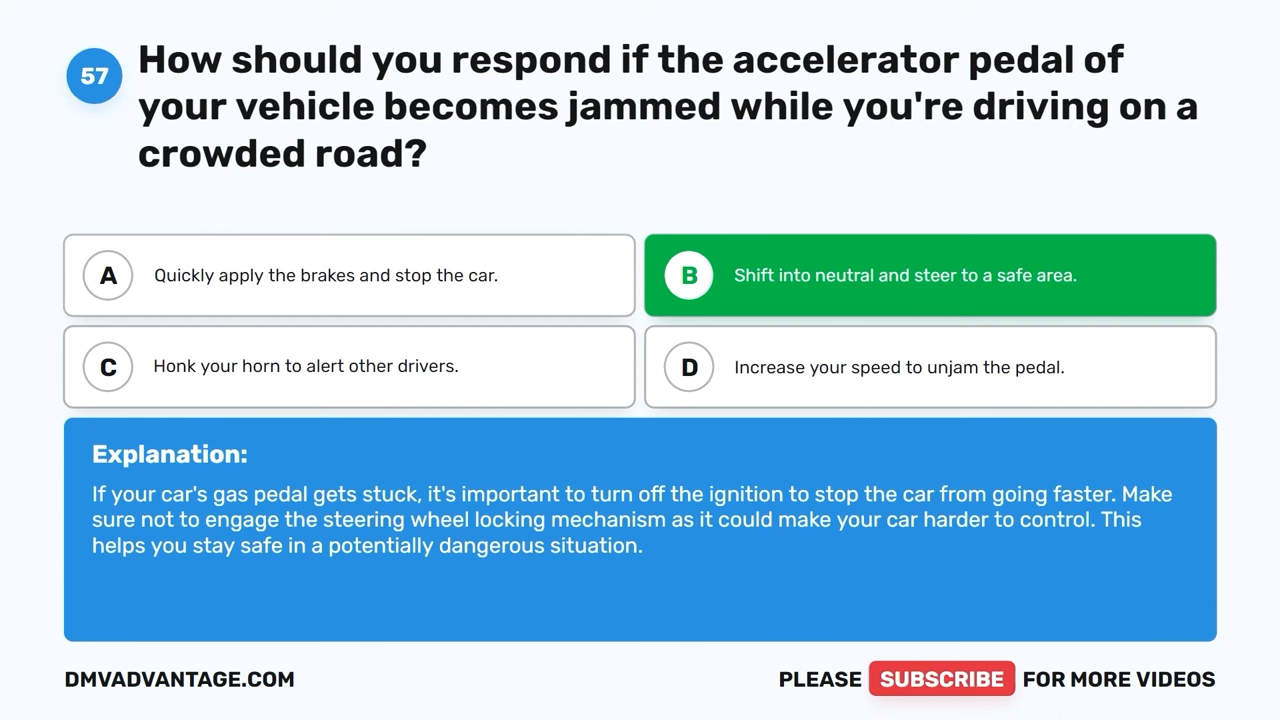 57
How should you respond if the accelerator pedal of
your vehicle becomes jammed while you're driving on a
crowded road?
A
Quickly apply the brakes and stop the car.
B
Shift into neutral and steer to a safe area.
C
Honk your horn to alert other drivers.
D
Increase your speed to unjam the pedal.
Explanation:
If your car's gas pedal gets stuck, it's important to turn off the ignition to stop the car from going faster. Make
sure not to engage the steering wheel locking mechanism as it could make your car harder to control. This
helps you stay safe in a potentially dangerous situation.
DMVADVANTAGE.COM
PLEASE SUBSCRIBE FOR MORE VIDEOS